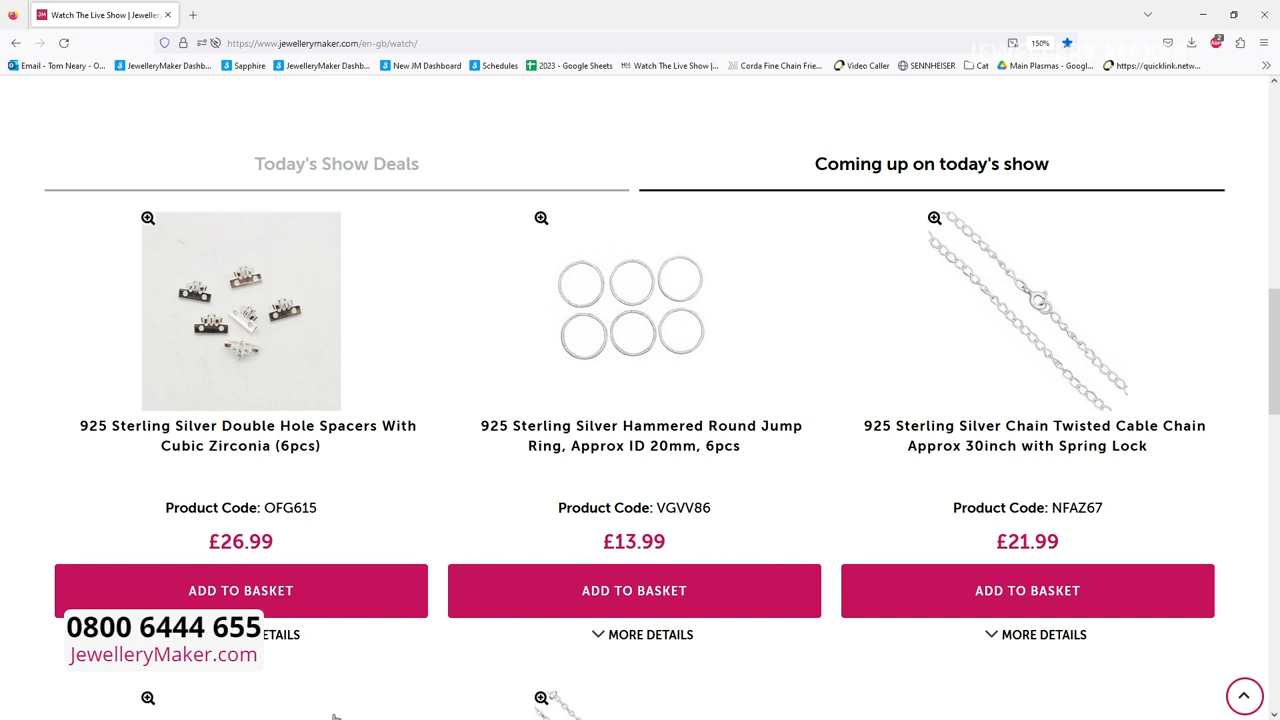 Watch The Live Show | Jeweller
https://www.jewellerymaker.com/en-gb/watch/
150%
2
Email - Tom Neary - O...
JewelleryMaker Dashb...
Sapphire
JewelleryMaker Dashb...
New JM Dashboard
Schedules
2023 - Google Sheets
Watch The Live Show |...
Corda Fine Chain Frie...
Video Caller
SENNHEISER
Cat
Main Plasmas - Googl...
https://quicklink.netw...
Today's Show Deals
Coming up on today's show
925 Sterling Silver Double Hole Spacers With
Cubic Zirconia (6pcs)
Product Code: OFG615
£26.99
ADD TO BASKET
ETAILS
925 Sterling Silver Hammered Round Jump
Ring, Approx ID 20mm, 6pcs
Product Code: VGVV86
£13.99
ADD TO BASKET
MORE DETAILS
925 Sterling Silver Chain Twisted Cable Chain
Approx 30inch with Spring Lock
Product Code: NFAZ67
£21.99
ADD TO BASKET
MORE DETAILS
0800 6444 655
JewelleryMaker.com